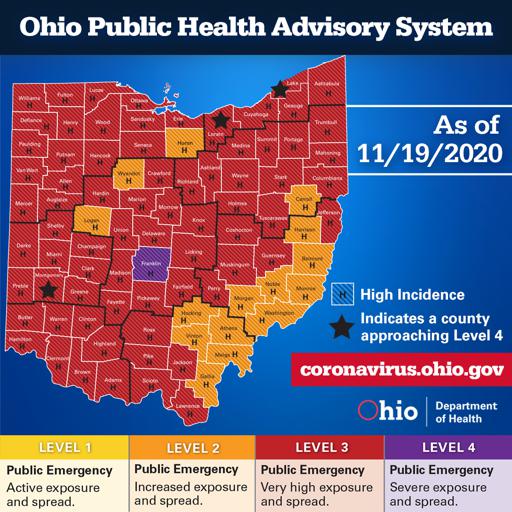 Ohio Public Health Advisory System
As of
11/19/2020
Williams
H
Fulton
H
Lucas
H
Ottawa
H
Lake
H
Ashtabula
H
Geauga
H
Cuyahoga
H
Defiance
H
Henry
H
Wood
H
Sandusky
H
Erie
H
Lorain
H
Paulding
H
Putnam
H
Hancock
H
Seneca
H
Huron
H
Medina
H
Summit
H
Portage
H
Trumbull
H
Mahoning
H
Van Wert
H
Allen
H
Wyandot
H
Crawford
H
Richland
H
Ashland
H
Wayne
H
Stark
H
Columbiana
H
Mercer
H
Auglaize
H
Hardin
H
Marion
H
Morrow
H
Knox
H
Holmes
H
Tuscarawas
H
Carroll
H
Jefferson
H
Shelby
H
Logan
H
Union
H
Delaware
H
Coshocton
H
Harrison
H
Darke
H
Miami
H
Champaign
H
Clark
H
Madison
H
Franklin
H
Licking
H
Muskingum
H
Guernsey
H
Belmont
H
Preble
H
Montgomery
Greene
H
Fayette
H
Pickaway
H
Fairfield
H
Perry
H
Morgan
H
Noble
H
Monroe
H
Butler
H
Warren
H
Clinton
H
Ross
H
Hocking
H
Athens
H
Washington
H
Hamilton
H
Clermont
H
Highland
H
Pike
H
Jackson
H
Vinton
H
Meigs
H
Brown
H
Adams
H
Scioto
H
Gallia
H
Lawrence
H
H High Incidence
Indicates a county
approaching Level 4
coronavirus.ohio.gov
Ohio
Department
of Health
LEVEL 1
Public Emergency
Active exposure
and spread.
LEVEL 2
Public Emergency
Increased exposure
and spread.
LEVEL 3
Public Emergency
Very high exposure
and spread.
LEVEL 4
Public Emergency
Severe exposure
and spread.